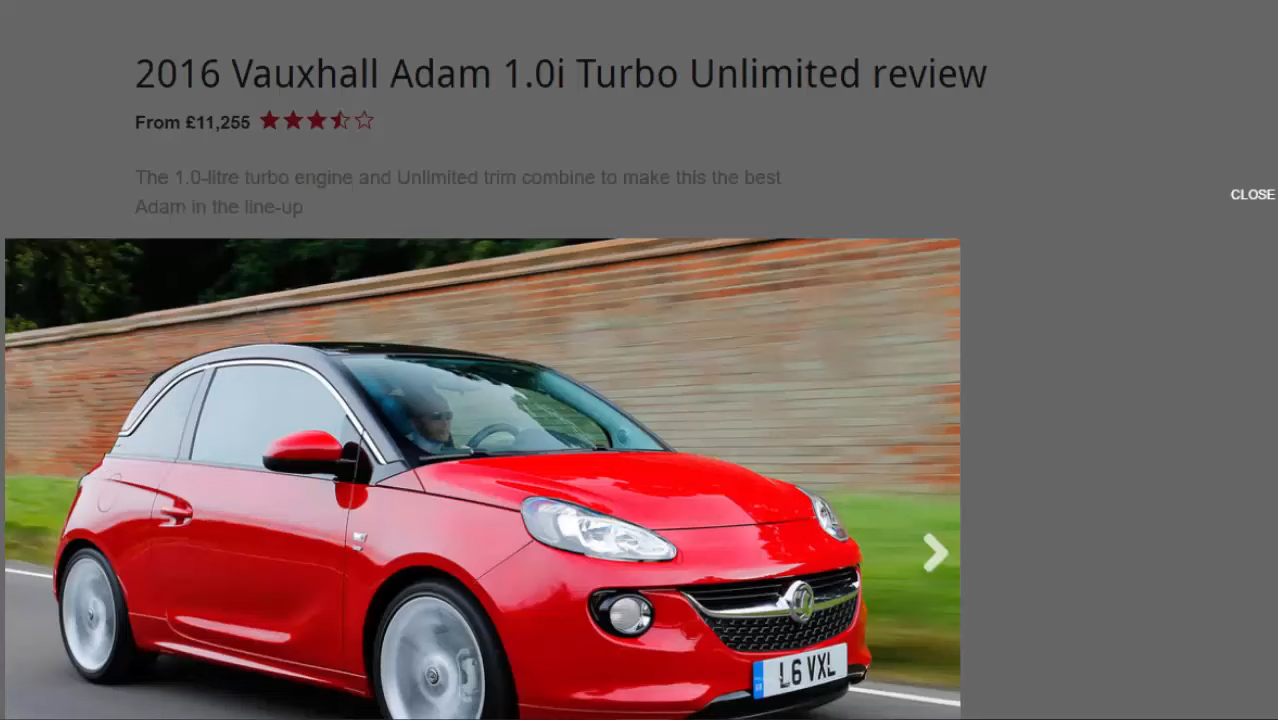 2016 Vauxhall Adam 1.0i Turbo Unlimited review
From £11,255
The 1.0-litre turbo engine and Unlimited trim combine to make this the best
Adam in the line-up
CLOSE
L6 VXL